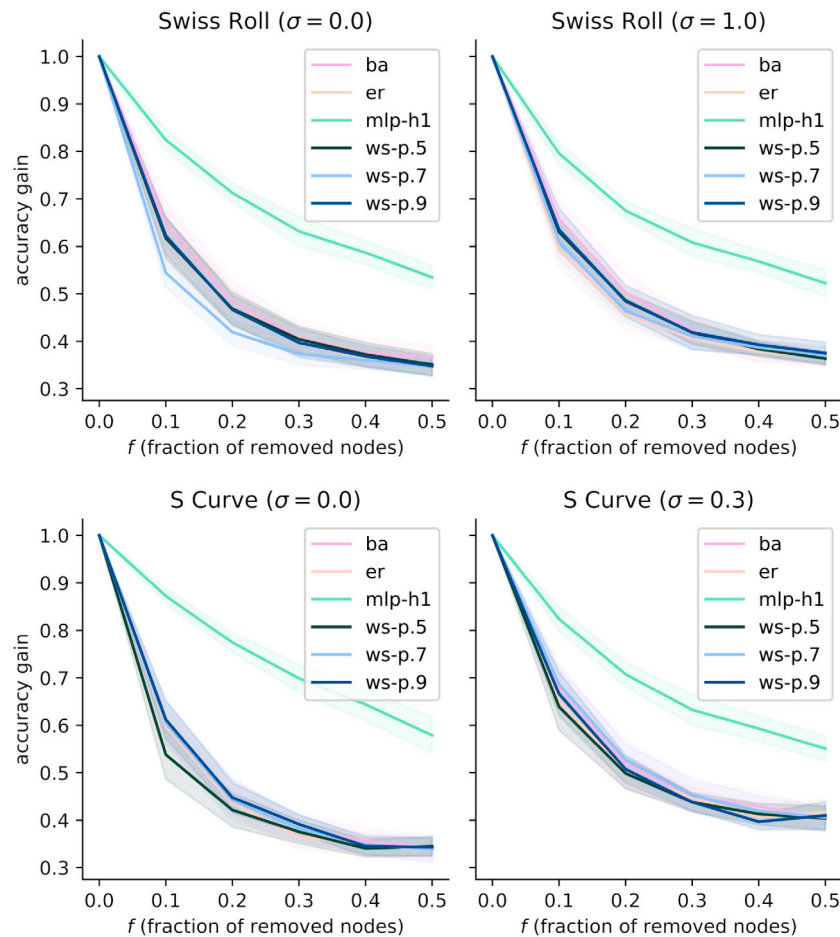 Swiss Roll (σ = 0.0)
1.0
0.9
0.8
0.7
0.6
0.5
0.4
0.3
accuracy gain
ba
er
mlp-h1
ws-p.5
ws-p.7
ws-p.9
0.0 0.1 0.2 0.3 0.4 0.5
f (fraction of removed nodes)
Swiss Roll (σ = 1.0)
ba
er
mlp-h1
ws-p.5
ws-p.7
ws-p.9
0.0 0.1 0.2 0.3 0.4 0.5
f (fraction of removed nodes)
S Curve (σ = 0.0)
1.0
0.9
0.8
0.7
0.6
0.5
0.4
0.3
accuracy gain
ba
er
mlp-h1
ws-p.5
ws-p.7
ws-p.9
0.0 0.1 0.2 0.3 0.4 0.5
f (fraction of removed nodes)
S Curve (σ = 0.3)
ba
er
mlp-h1
ws-p.5
ws-p.7
ws-p.9
0.0 0.1 0.2 0.3 0.4 0.5
f (fraction of removed nodes)